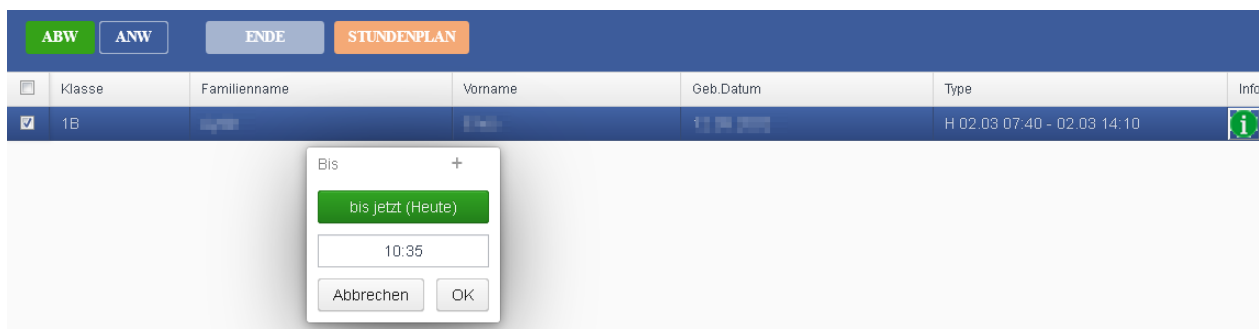 ABW ANW ENDE STUNDENPLAN
Klasse Familienname Vorname Geb.Datum Type Info
1B H 02.03 07:40 - 02.03 14:10
Bis +
bis jetzt (Heute)
10:35
Abbrechen OK